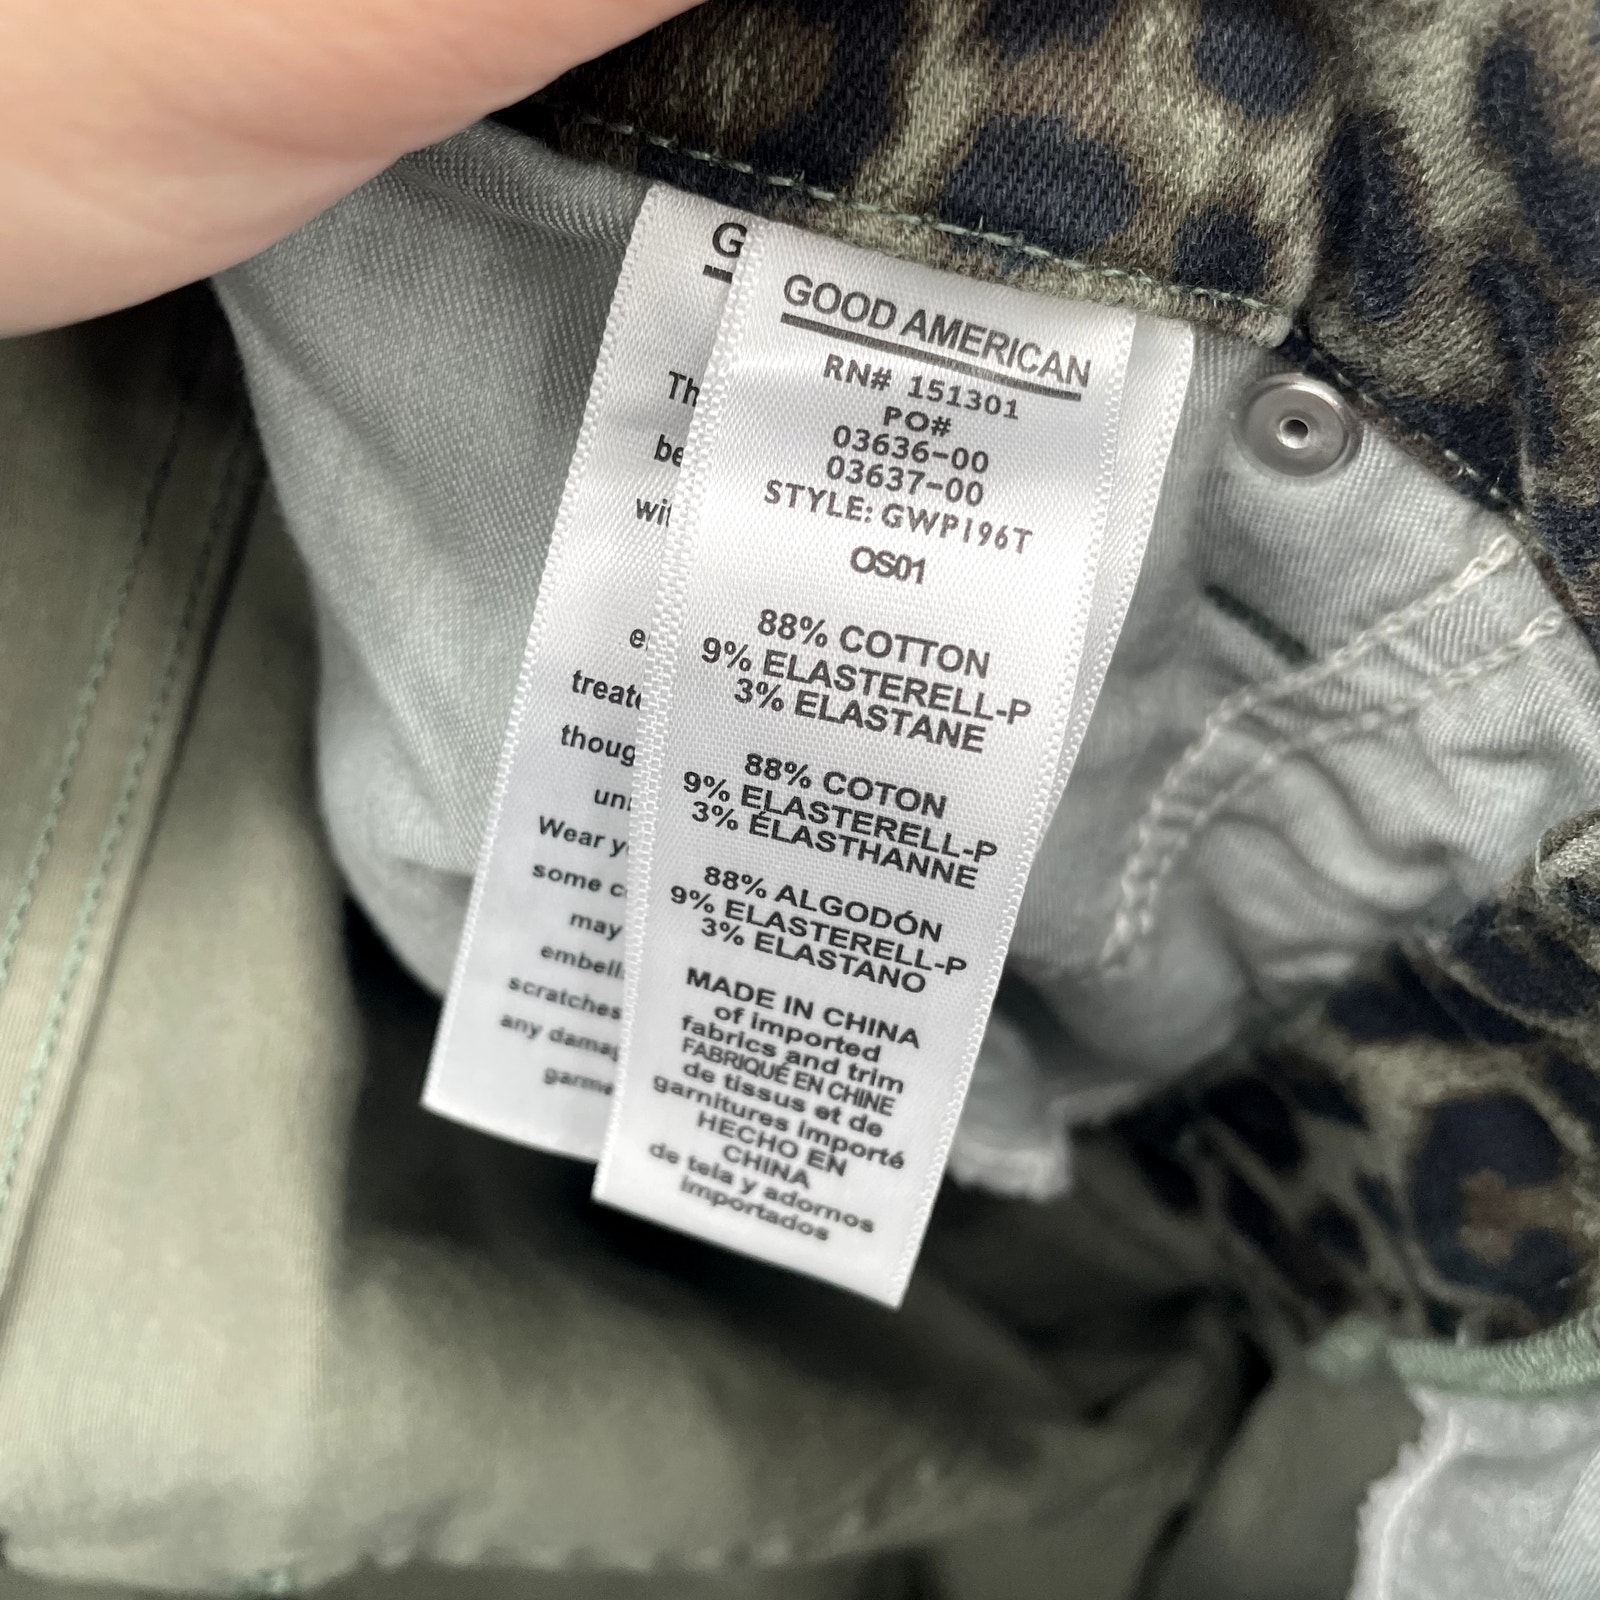 GOOD AMERICAN
RN# 151301
PO#
03636-00
03637-00
STYLE: GWP196T
OS01
88% COTTON
9% ELASTERELL-P
3% ELASTANE
88% COTON
9% ÉLASTERELL-P
3% ÉLASTHANNE
88% ALGODÓN
9% ELASTERELL-P
3% ELASTANO
MADE IN CHINA
of imported
fabrics and trim
FABRIQUÉ EN CHINE
de tissus et de
garnitures importé
HECHO EN
CHINA
de tela y adornos
importados
G
Th
be
wit
e
treate
thoug
uni
Wear y
some c
may
embell
scratches
any damag
garme